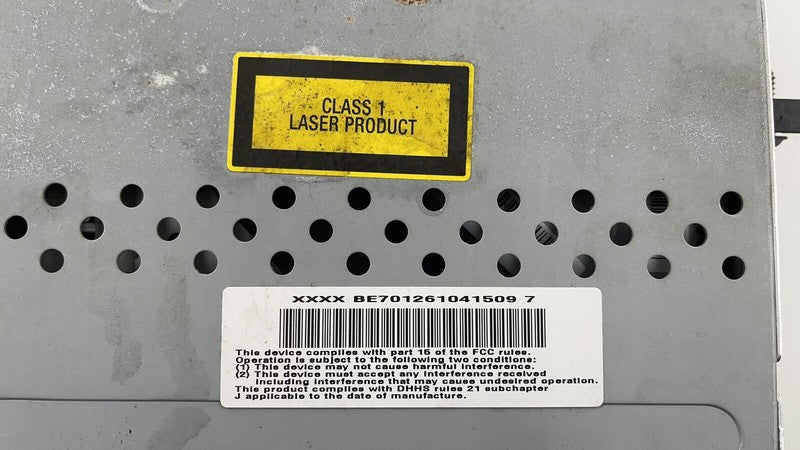 CLASS 1
LASER PRODUCT
XXXX BE701261041509 7
This device complies with part 15 of the FCC rules.
Operation is subject to the following two conditions:
(1) This device may not cause harmful interference.
(2) This device must accept any interference received
including interference that may cause undesired operation.
This product complies with DHHS rules 21 subchapter
J applicable to the date of manufacture.